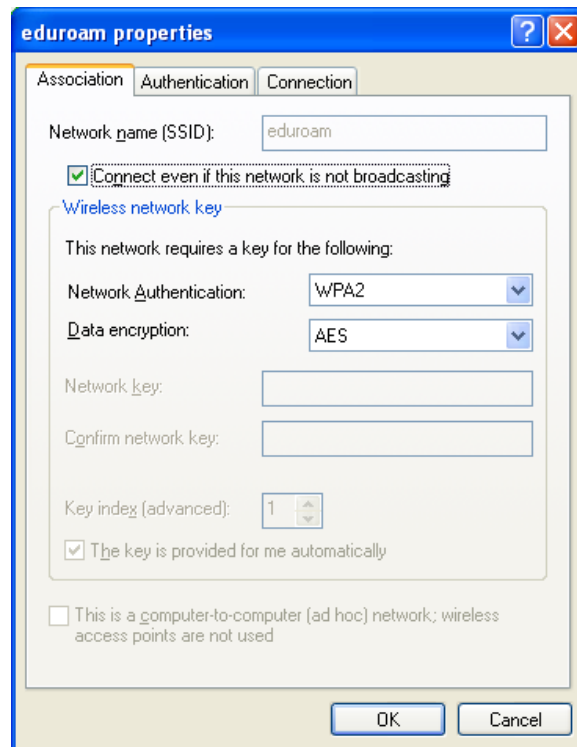 eduroam properties
Association Authentication Connection
Network name (SSID): eduroam
Connect even if this network is not broadcasting
Wireless network key
This network requires a key for the following:
Network Authentication: WPA2
Data encryption: AES
Network key:
Confirm network key:
Key index (advanced): 1
The key is provided for me automatically
This is a computer-to-computer (ad hoc) network; wireless
access points are not used
OK Cancel